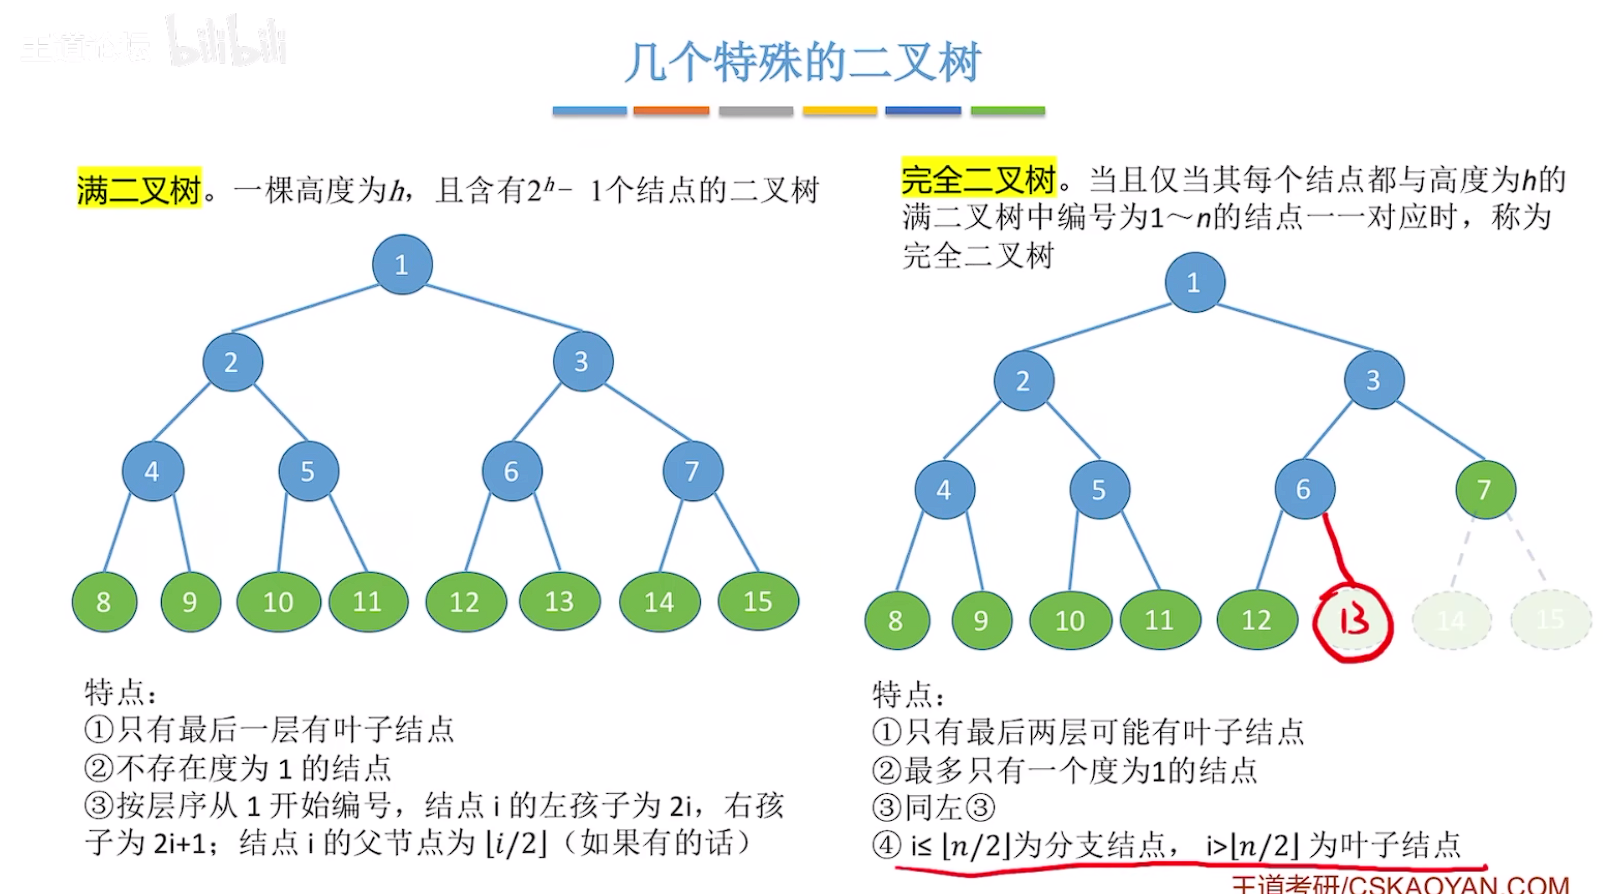 王道论坛 bilibili
几个特殊的二叉树
满二叉树。一棵高度为h，且含有2ʰ − 1个结点的二叉树
1
2 3
4 5 6 7
8 9 10 11 12 13 14 15
特点：
①只有最后一层有叶子结点
②不存在度为 1 的结点
③按层序从 1 开始编号，结点 i 的左孩子为 2i，右孩
子为 2i+1；结点 i 的父节点为 ⌊i/2⌋（如果有的话）
完全二叉树。当且仅当其每个结点都与高度为h的
满二叉树中编号为1～n的结点一一对应时，称为
完全二叉树
1
2 3
4 5 6 7
8 9 10 11 12 13 14 15
特点：
①只有最后两层可能有叶子结点
②最多只有一个度为1的结点
③同左③
④ i≤ ⌊n/2⌋为分支结点， i>⌊n/2⌋ 为叶子结点
王道考研/CSKAOYAN.COM